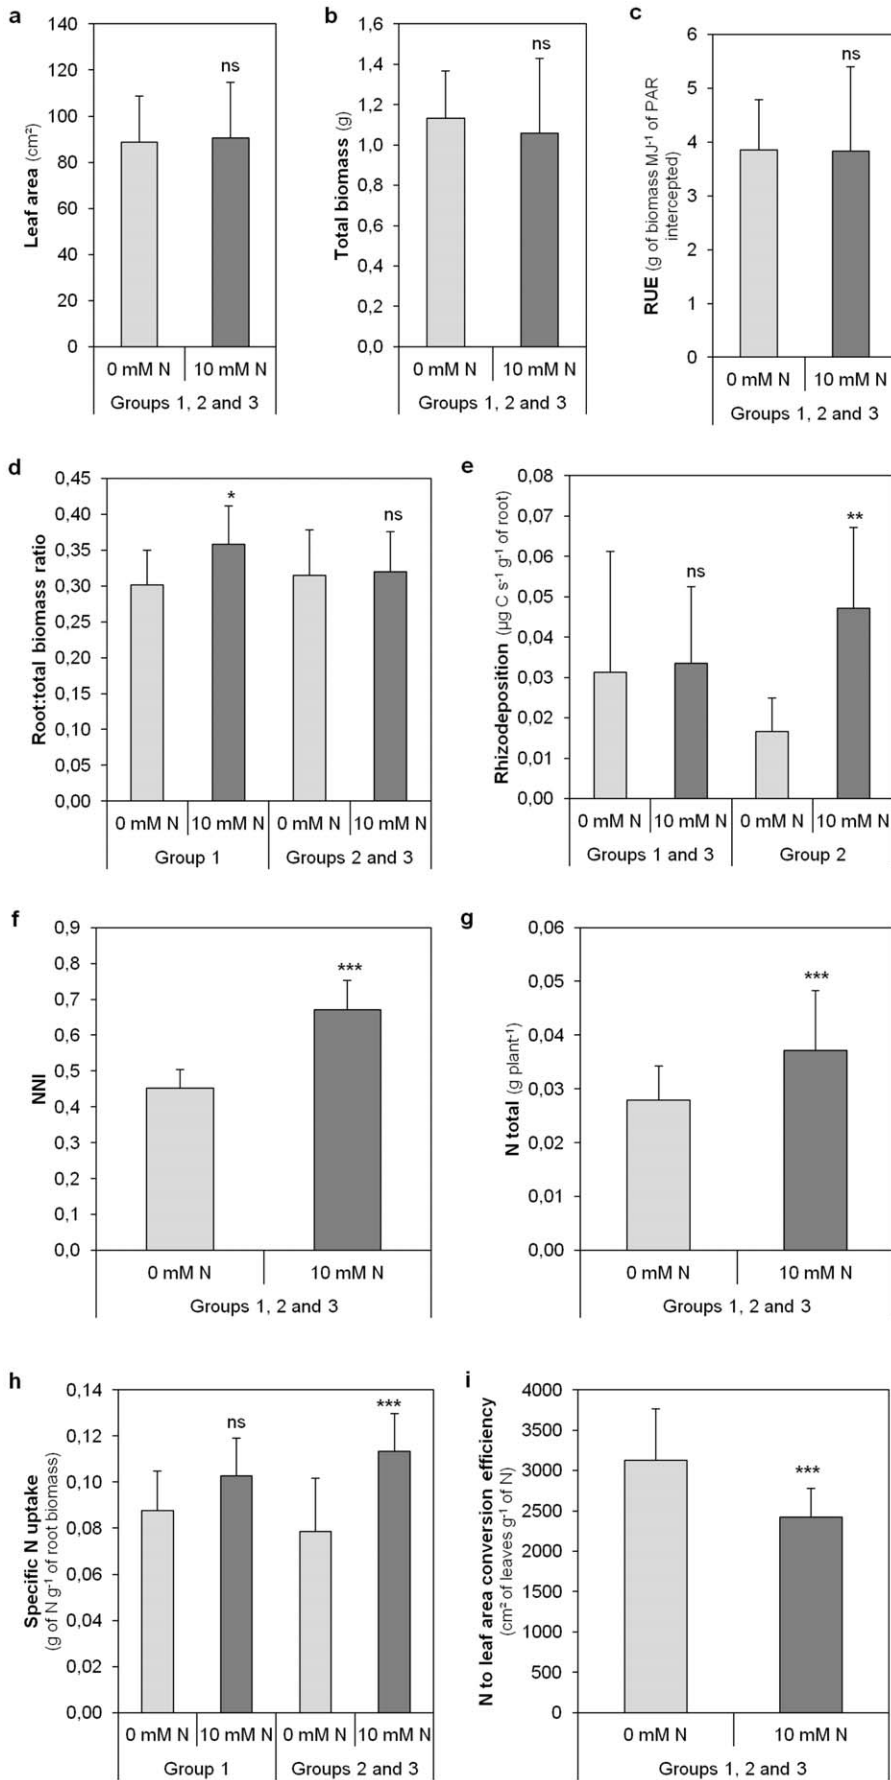 a
Leaf area (cm²)
140
120
100
80
60
40
20
0
ns
0 mM N
10 mM N
Groups 1, 2 and 3
b
Total biomass (g)
1,6
1,4
1,2
1,0
0,8
0,6
0,4
0,2
0,0
ns
0 mM N
10 mM N
Groups 1, 2 and 3
c
RUE (g of biomass MJ⁻¹ of PAR
intercepted)
6
5
4
3
2
1
0
ns
0 mM N
10 mM N
Groups 1, 2 and 3
d
Root:total biomass ratio
0,45
0,40
0,35
0,30
0,25
0,20
0,15
0,10
0,05
0,00
*
ns
0 mM N
10 mM N
0 mM N
10 mM N
Group 1
Groups 2 and 3
e
Rhizodeposition (µg C s⁻¹ g⁻¹ of root)
0,08
0,07
0,06
0,05
0,04
0,03
0,02
0,01
0,00
ns
**
0 mM N
10 mM N
0 mM N
10 mM N
Groups 1 and 3
Group 2
f
NNI
0,9
0,8
0,7
0,6
0,5
0,4
0,3
0,2
0,1
0,0
***
0 mM N
10 mM N
Groups 1, 2 and 3
g
N total (g plant⁻¹)
0,06
0,05
0,04
0,03
0,02
0,01
0,00
***
0 mM N
10 mM N
Groups 1, 2 and 3
h
Specific N uptake
(g of N g⁻¹ of root biomass)
0,14
0,12
0,10
0,08
0,06
0,04
0,02
0,00
ns
***
0 mM N
10 mM N
0 mM N
10 mM N
Group 1
Groups 2 and 3
i
N to leaf area conversion efficiency
(cm² of leaves g⁻¹ of N)
4000
3500
3000
2500
2000
1500
1000
500
0
***
0 mM N
10 mM N
Groups 1, 2 and 3